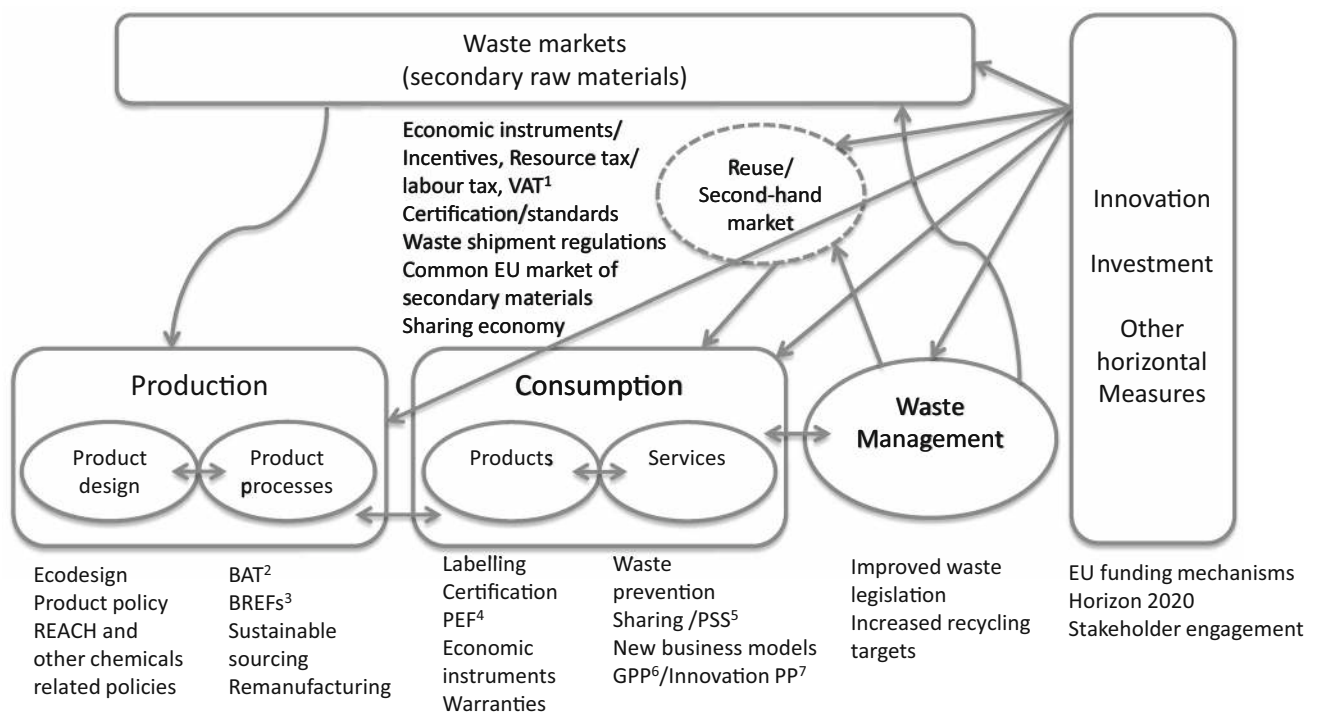 Waste markets
(secondary raw materials)
Economic instruments/
Incentives, Resource tax/
labour tax, VAT¹
Certification/standards
Waste shipment regulations
Common EU market of
secondary materials
Sharing economy
Reuse/
Second-hand
market
Innovation
Investment
Other
horizontal
Measures
Production
Product
design
Product
processes
Consumption
Products
Services
Waste
Management
Ecodesign
Product policy
REACH and
other chemicals
related policies
BAT²
BREFs³
Sustainable
sourcing
Remanufacturing
Labelling
Certification
PEF⁴
Economic
instruments
Warranties
Waste
prevention
Sharing /PSS⁵
New business models
GPP⁶/Innovation PP⁷
Improved waste
legislation
Increased recycling
targets
EU funding mechanisms
Horizon 2020
Stakeholder engagement